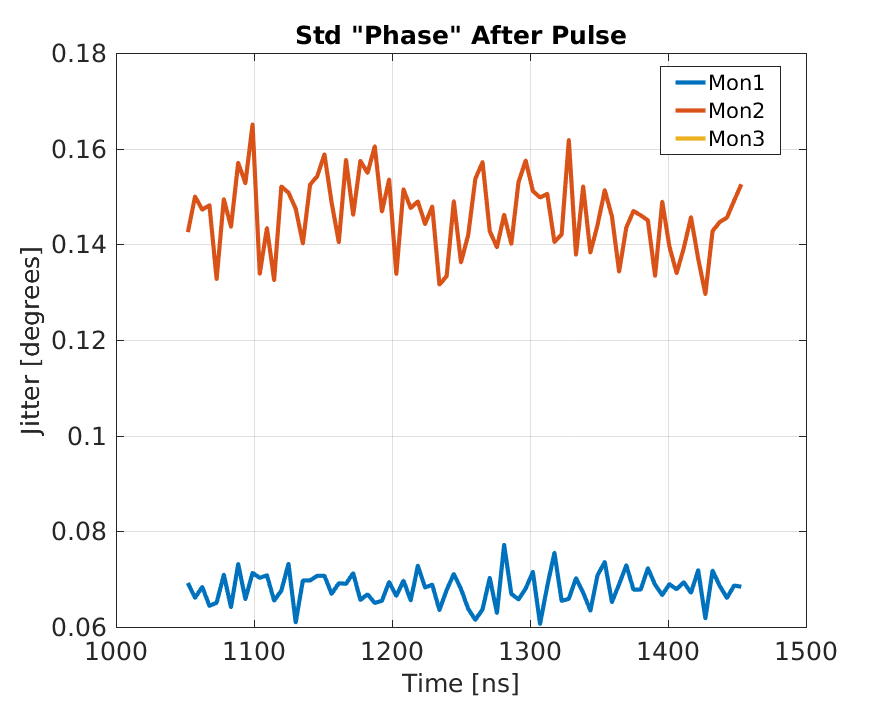 Std "Phase" After Pulse
Mon1
Mon2
Mon3
0.18
0.16
0.14
0.12
0.1
0.08
0.06
Jitter [degrees]
1000 1100 1200 1300 1400 1500
Time [ns]